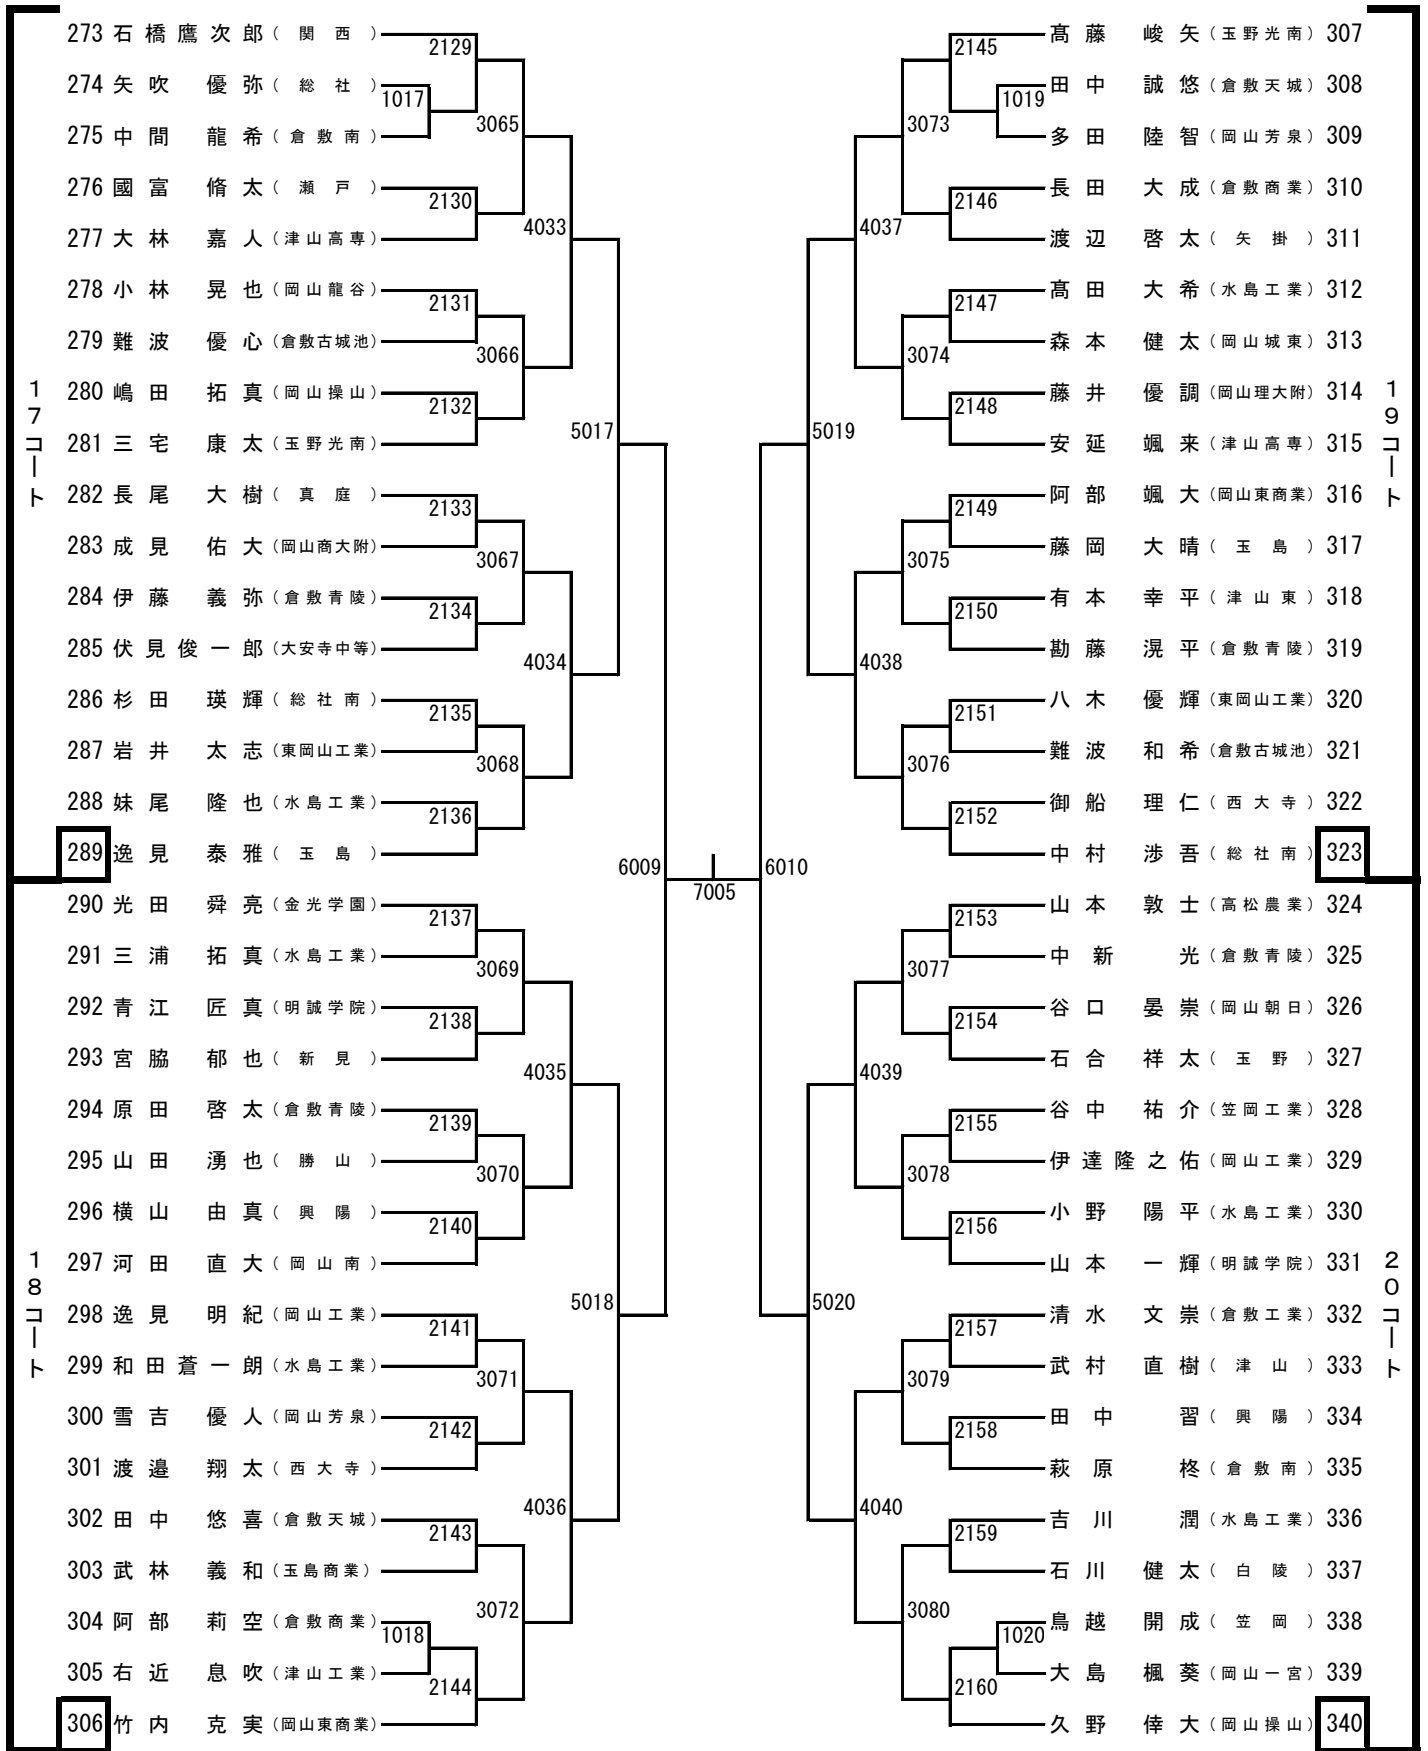 273 石橋鷹次郎（関西）
2129
274 矢吹 優弥（総社）
1017
275 中間 龍希（倉敷南）
3065
276 國富 脩太（瀬戸）
2130
277 大林 嘉人（津山高専）
4033
278 小林 晃也（岡山龍谷）
2131
279 難波 優心（倉敷古城池）
3066
280 嶋田 拓真（岡山操山）
2132
281 三宅 康太（玉野光南）
5017
17コート
282 長尾 大樹（真庭）
2133
283 成見 佑大（岡山商大附）
3067
284 伊藤 義弥（倉敷青陵）
2134
285 伏見俊一郎（大安寺中等）
4034
286 杉田 瑛輝（総社南）
2135
287 岩井 太志（東岡山工業）
3068
288 妹尾 隆也（水島工業）
2136
289 逸見 泰雅（玉島）
6009
290 光田 舜亮（金光学園）
2137
291 三浦 拓真（水島工業）
3069
292 青江 匠真（明誠学院）
2138
293 宮脇 郁也（新見）
4035
294 原田 啓太（倉敷青陵）
2139
295 山田 湧也（勝山）
3070
296 横山 由真（興陽）
2140
297 河田 直大（岡山南）
18コート
298 逸見 明紀（岡山工業）
5018
2141
299 和田蒼一朗（水島工業）
3071
300 雪吉 優人（岡山芳泉）
2142
301 渡邉 翔太（西大寺）
4036
302 田中 悠喜（倉敷天城）
2143
303 武林 義和（玉島商業）
3072
304 阿部 莉空（倉敷商業）
1018
305 右近 息吹（津山工業）
2144
306 竹内 克実（岡山東商業）
7005
2145
髙藤 峻矢（玉野光南）307
1019
田中 誠悠（倉敷天城）308
3073
多田 陸智（岡山芳泉）309
2146
長田 大成（倉敷商業）310
4037
渡辺 啓太（矢掛）311
2147
髙田 大希（水島工業）312
3074
森本 健太（岡山城東）313
2148
藤井 優調（岡山理大附）314
5019
安延 颯来（津山高専）315
19コート
2149
阿部 颯大（岡山東商業）316
3075
藤岡 大晴（玉島）317
2150
有本 幸平（津山東）318
4038
勘藤 滉平（倉敷青陵）319
2151
八木 優輝（東岡山工業）320
3076
難波 和希（倉敷古城池）321
2152
御船 理仁（西大寺）322
6010
中村 渉吾（総社南）323
2153
山本 敦士（高松農業）324
3077
中新 光（倉敷青陵）325
2154
谷口 晏崇（岡山朝日）326
4039
石合 祥太（玉野）327
2155
谷中 祐介（笠岡工業）328
3078
伊達隆之佑（岡山工業）329
2156
小野 陽平（水島工業）330
山本 一輝（明誠学院）331
20コート
5020
2157
清水 文崇（倉敷工業）332
3079
武村 直樹（津山）333
2158
田中 習（興陽）334
萩原 柊（倉敷南）335
4040
2159
吉川 潤（水島工業）336
石川 健太（白陵）337
3080
1020
鳥越 開成（笠岡）338
2160
大島 楓葵（岡山一宮）339
久野 倖大（岡山操山）340